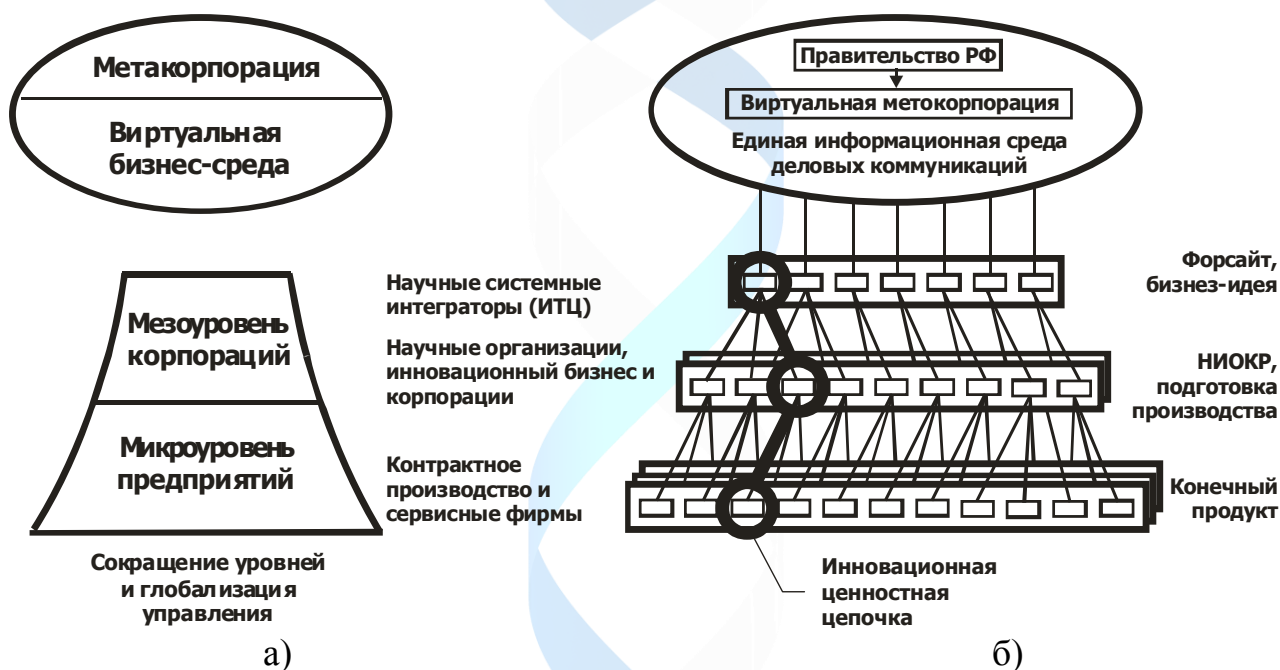 Метакорпорация
Виртуальная
бизнес-среда
Мезоуровень
корпораций
Микроуровень
предприятий
Сокращение уровней
и глобализация
управления
а)
Научные системные
интеграторы (ИТЦ)
Научные организации,
инновационный бизнес и
корпорации
Контрактное
производство и
сервисные фирмы
Правительство РФ
Виртуальная метокорпорация
Единая информационная среда
деловых коммуникаций
Форсайт,
бизнез-идея
НИОКР,
подготовка
производства
Конечный
продукт
Инновационная
ценностная
цепочка
б)